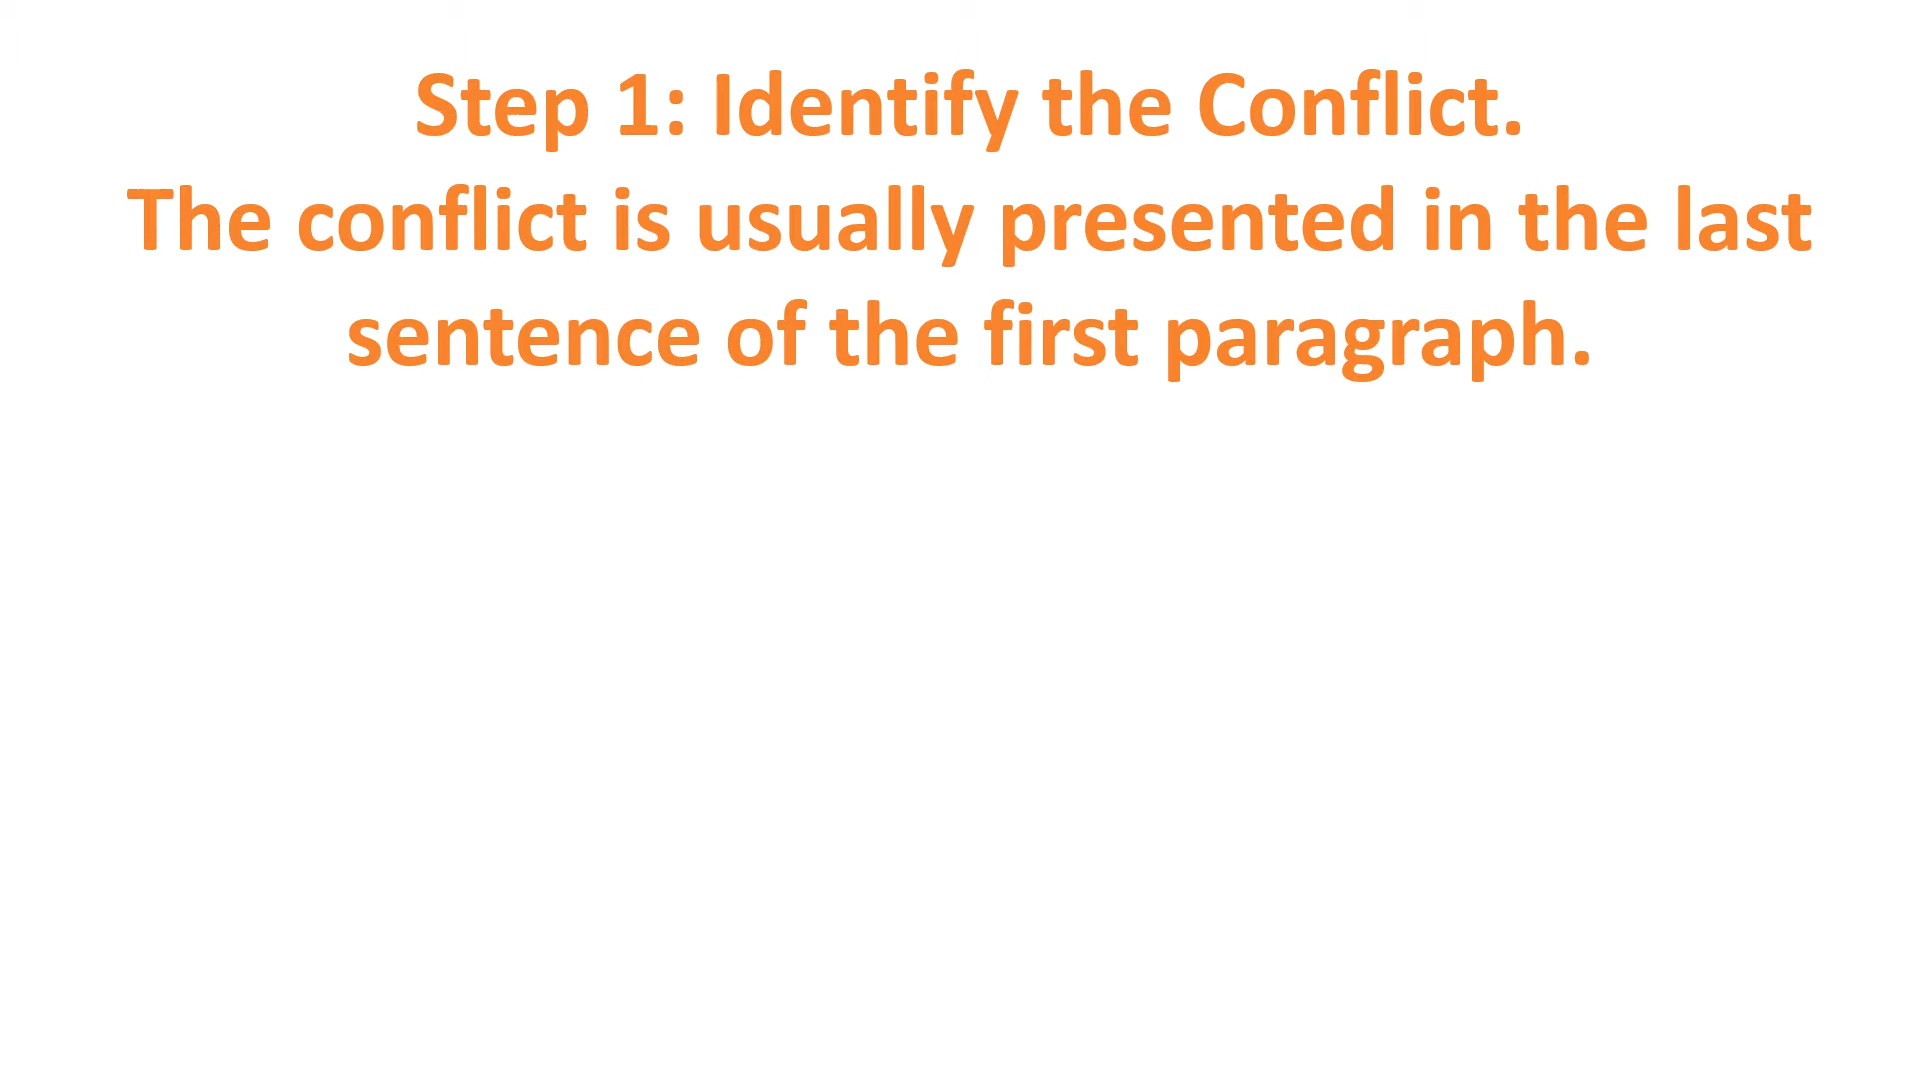 Step 1: Identify the Conflict.
The conflict is usually presented in the last
sentence of the first paragraph.